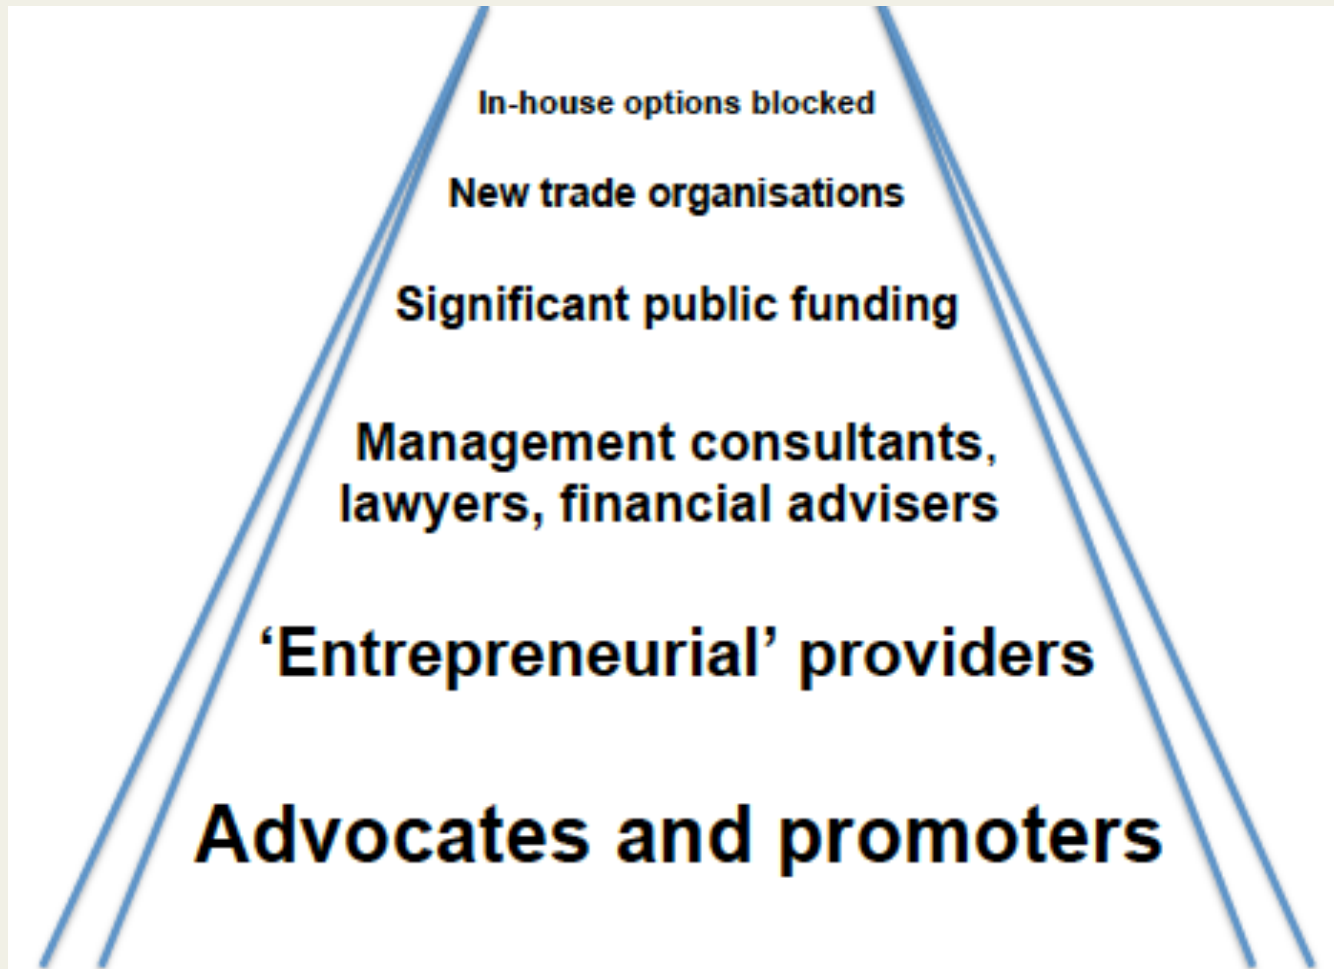 In-house options blocked
New trade organisations
Significant public funding
Management consultants,
lawyers, financial advisers
‘Entrepreneurial’ providers
Advocates and promoters